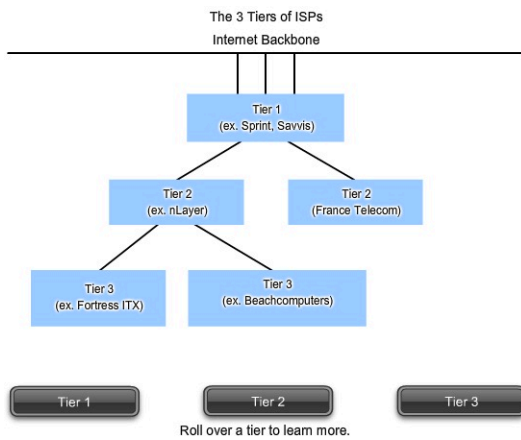 The 3 Tiers of ISPs
Internet Backbone
Tier 1
(ex. Sprint, Savvis)
Tier 2
(ex. nLayer)
Tier 2
(France Telecom)
Tier 3
(ex. Fortress ITX)
Tier 3
(ex. Beachcomputers)
Tier 1
Tier 2
Tier 3
Roll over a tier to learn more.